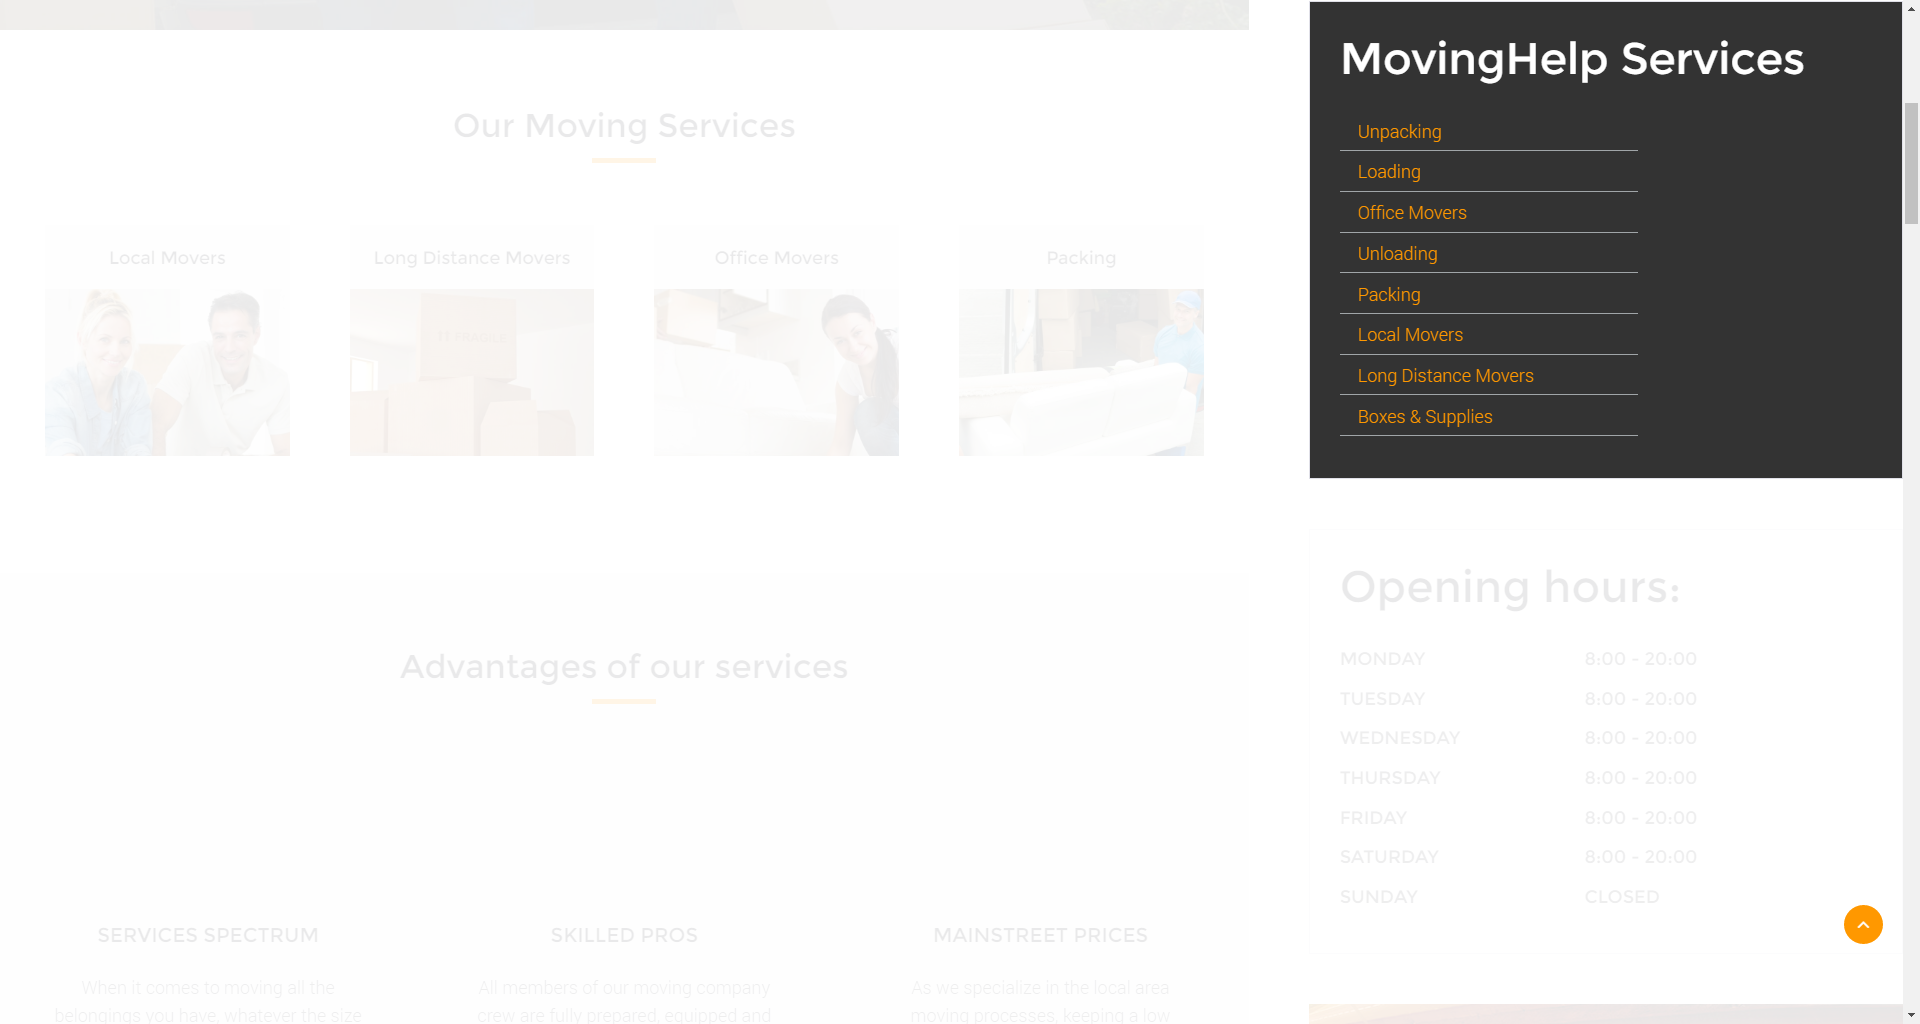 Our Moving Services
Local Movers
Long Distance Movers
Office Movers
Packing
FRAGILE
Advantages of our services
SERVICES SPECTRUM
When it comes to moving all the
belongings you have, whatever the size
SKILLED PROS
All members of our moving company
crew are fully prepared, equipped and
MAINSTREET PRICES
As we specialize in the local area
moving processes, keeping a low
MovingHelp Services
Unpacking
Loading
Office Movers
Unloading
Packing
Local Movers
Long Distance Movers
Boxes & Supplies
Opening hours:
MONDAY 8:00 - 20:00
TUESDAY 8:00 - 20:00
WEDNESDAY 8:00 - 20:00
THURSDAY 8:00 - 20:00
FRIDAY 8:00 - 20:00
SATURDAY 8:00 - 20:00
SUNDAY CLOSED